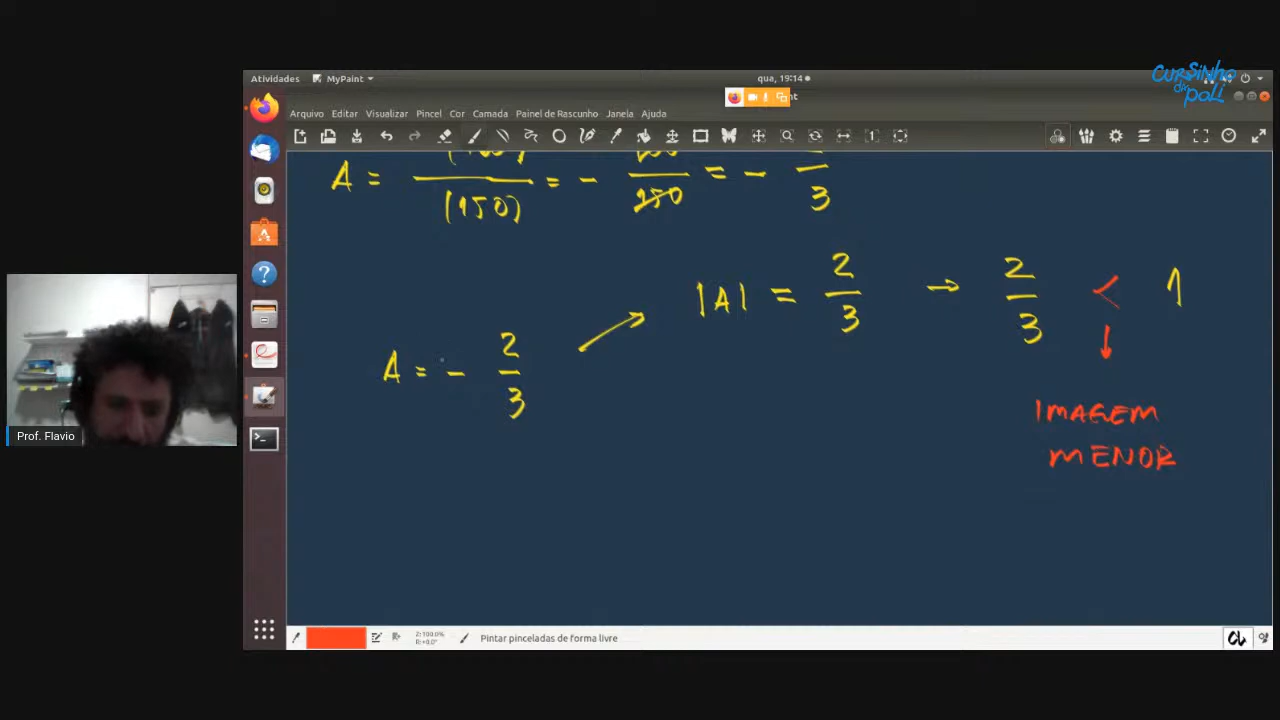 CURSINHO
DA
POLI
Atividades MyPaint qua, 19:14
Arquivo Editar Visualizar Pincel Cor Camada Painel de Rascunho Janela Ajuda
A = (150) = - 250 = - 3
|A| = 2/3 → 2/3 < 1
A = - 2/3
IMAGEM
MENOR
Prof. Flavio
Pintar pinceladas de forma livre